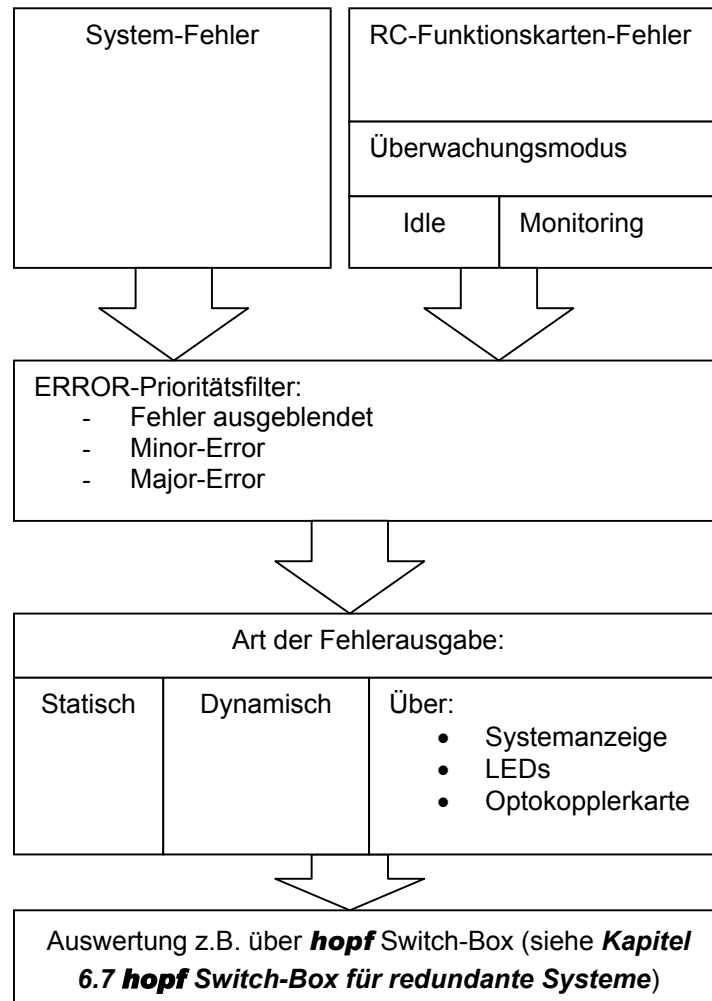 System-Fehler
RC-Funktionskarten-Fehler
Überwachungsmodus
Idle
Monitoring
ERROR-Prioritätsfilter:
- Fehler ausgeblendet
- Minor-Error
- Major-Error
Art der Fehlerausgabe:
Statisch
Dynamisch
Über:
• Systemanzeige
• LEDs
• Optokopplerkarte
Auswertung z.B. über hopf Switch-Box (siehe Kapitel
6.7 hopf Switch-Box für redundante Systeme)